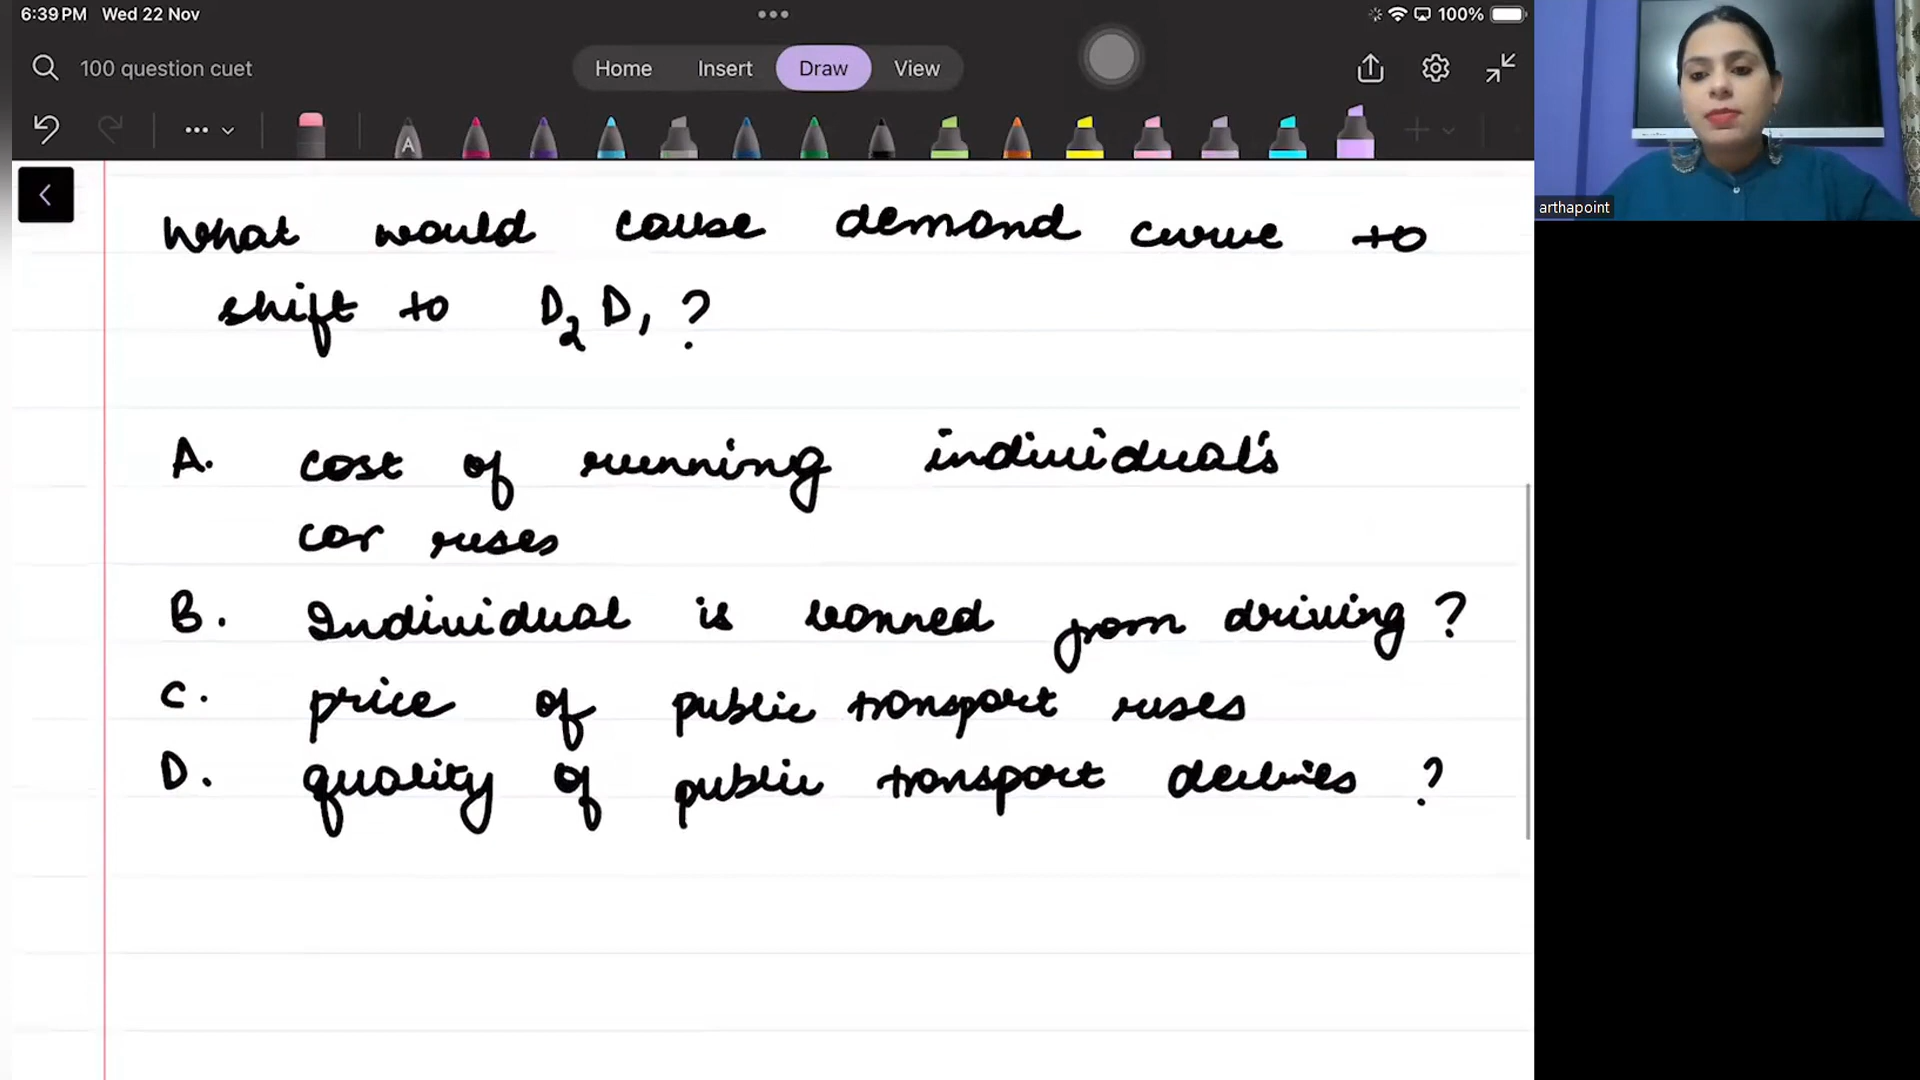 6:39 PM Wed 22 Nov
100%
100 question cuet
Home Insert Draw View
A
arthapoint
What would cause demand curve to
shift to D₂D₁ ?
A. cost of running individual's
car rises
B. Individual is banned from driving ?
C. price of public transport rises
D. quality of public transport declines ?